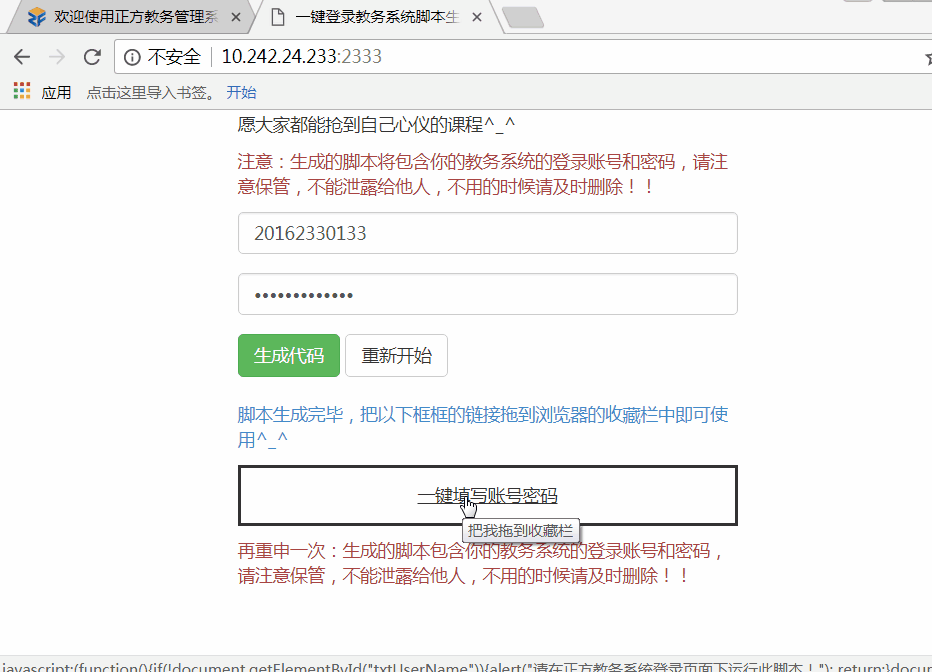 欢迎使用正方教务管理系
一键登录教务系统脚本生
不安全 10.242.24.233:2333
应用 点击这里导入书签。 开始
愿大家都能抢到自己心仪的课程^_^
注意：生成的脚本将包含你的教务系统的登录账号和密码，请注
意保管，不能泄露给他人，不用的时候请及时删除！！
20162330133
•••••••••••••
生成代码 重新开始
脚本生成完毕，把以下框框的链接拖到浏览器的收藏栏中即可使
用^_^
一键填写账号密码
把我拖到收藏栏
再重申一次：生成的脚本包含你的教务系统的登录账号和密码，
请注意保管，不能泄露给他人，不用的时候请及时删除！！
javascript:(function(){if(!document.getElementById("txtUserName")){alert("请在正方教务系统登录页面下运行此脚本！"); return;}docur